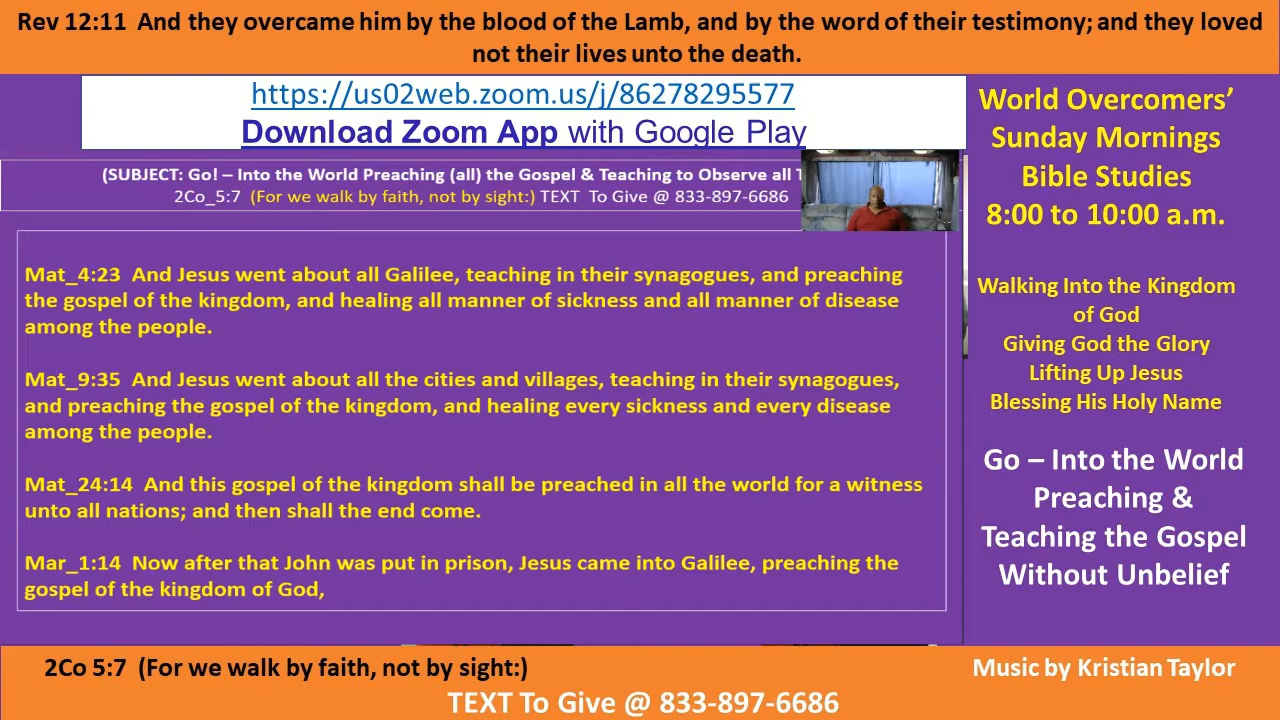 Rev 12:11 And they overcame him by the blood of the Lamb, and by the word of their testimony; and they loved
not their lives unto the death.
https://us02web.zoom.us/j/86278295577
Download Zoom App with Google Play
(SUBJECT: Go! – Into the World Preaching (all) the Gospel & Teaching to Observe all
2Co_5:7 (For we walk by faith, not by sight:) TEXT To Give @ 833-897-6686
Mat_4:23 And Jesus went about all Galilee, teaching in their synagogues, and preaching
the gospel of the kingdom, and healing all manner of sickness and all manner of disease
among the people.
Mat_9:35 And Jesus went about all the cities and villages, teaching in their synagogues,
and preaching the gospel of the kingdom, and healing every sickness and every disease
among the people.
Mat_24:14 And this gospel of the kingdom shall be preached in all the world for a witness
unto all nations; and then shall the end come.
Mar_1:14 Now after that John was put in prison, Jesus came into Galilee, preaching the
gospel of the kingdom of God,
World Overcomers’
Sunday Mornings
Bible Studies
8:00 to 10:00 a.m.
Walking Into the Kingdom
of God
Giving God the Glory
Lifting Up Jesus
Blessing His Holy Name
Go – Into the World
Preaching &
Teaching the Gospel
Without Unbelief
2Co 5:7 (For we walk by faith, not by sight:)
Music by Kristian Taylor
TEXT To Give @ 833-897-6686